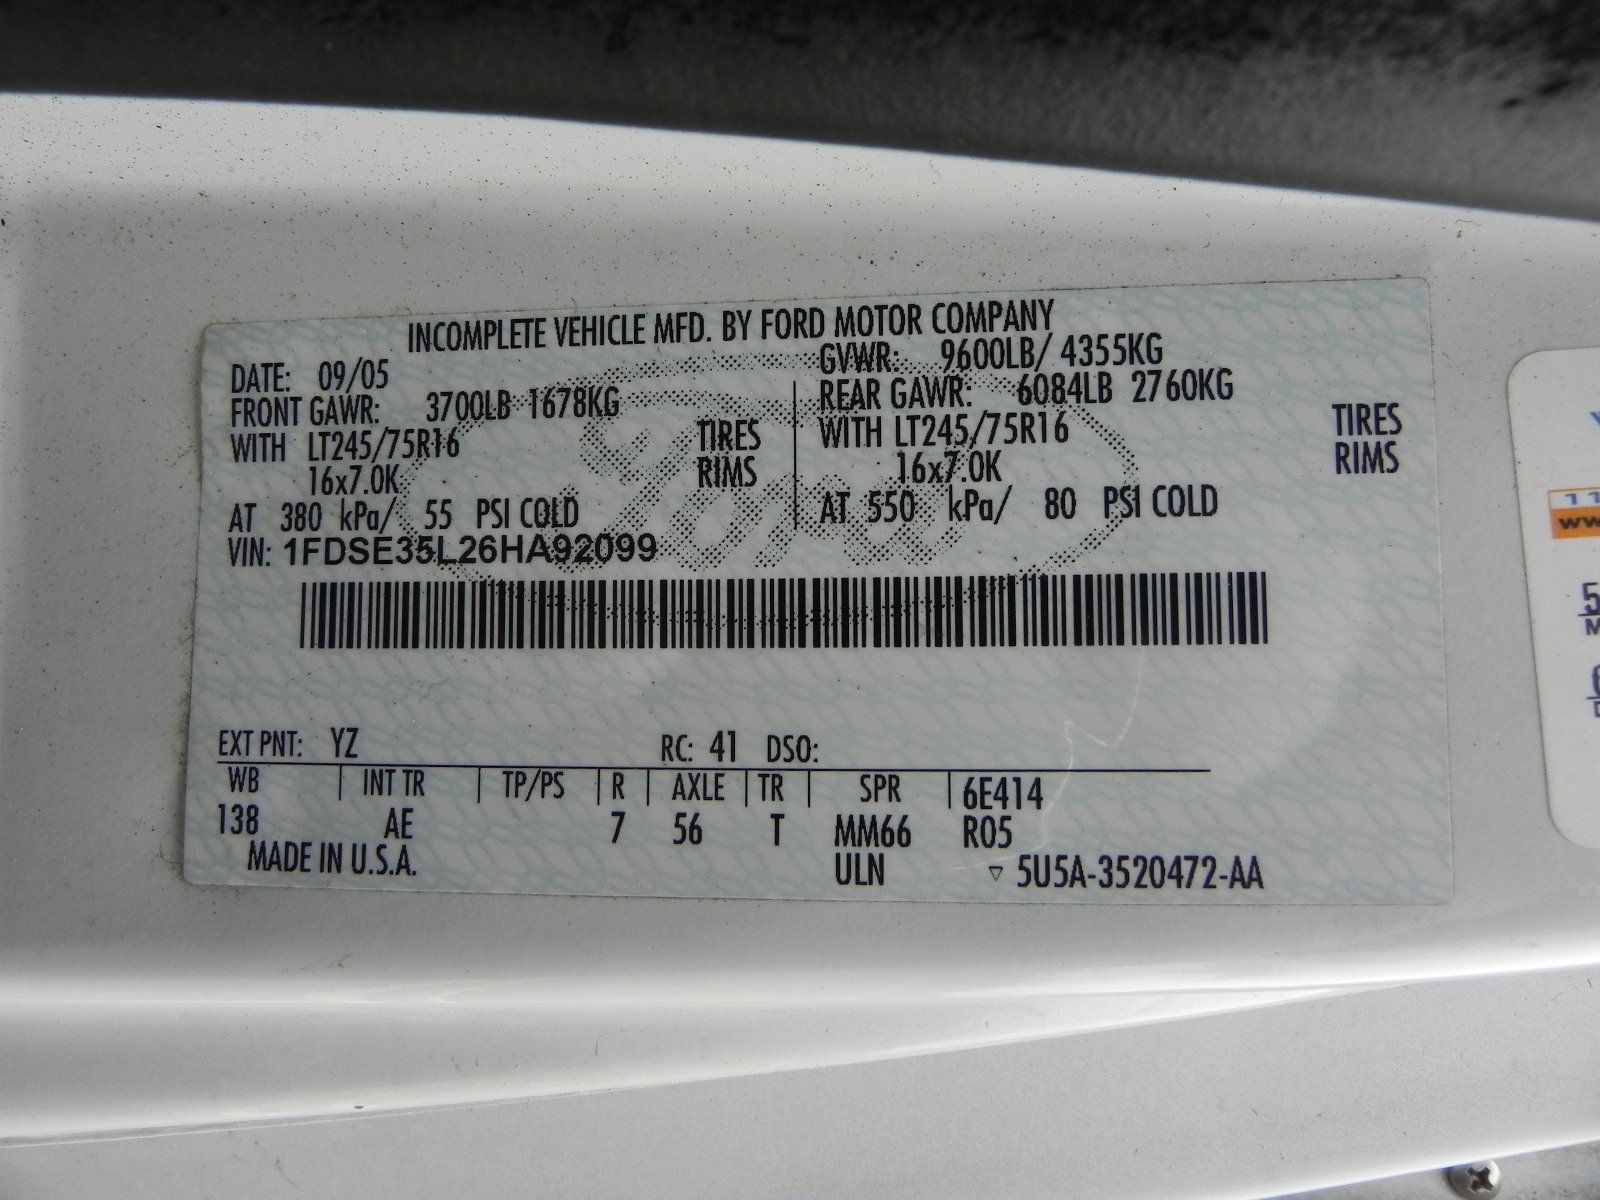 INCOMPLETE VEHICLE MFD. BY FORD MOTOR COMPANY
DATE: 09/05
GVWR: 9600LB/ 4355KG
FRONT GAWR: 3700LB 1678KG
REAR GAWR: 6084LB 2760KG
WITH LT245/75R16 TIRES
WITH LT245/75R16 TIRES
16x7.0K RIMS
16x7.0K RIMS
AT 380 kPa/ 55 PSI COLD
AT 550 kPa/ 80 PSI COLD
VIN: 1FDSE35L26HA92099
Ford
EXT PNT: YZ RC: 41 DSO:
WB | INT TR | TP/PS | R | AXLE | TR | SPR | 6E414
138 AE 7 56 T MM66 R05
MADE IN U.S.A. ULN ▽ 5U5A-3520472-AA